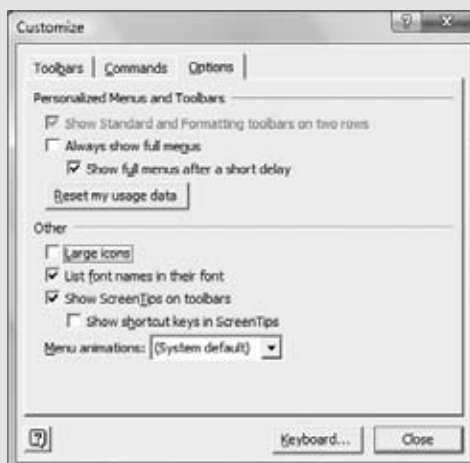 Customize
Toolbars Commands Options
Personalized Menus and Toolbars
Show Standard and Formatting toolbars on two rows
Always show full menus
Show full menus after a short delay
Reset my usage data
Other
Large icons
List font names in their font
Show ScreenTips on toolbars
Show shortcut keys in ScreenTips
Menu animations: (System default)
? Keyboard... Close